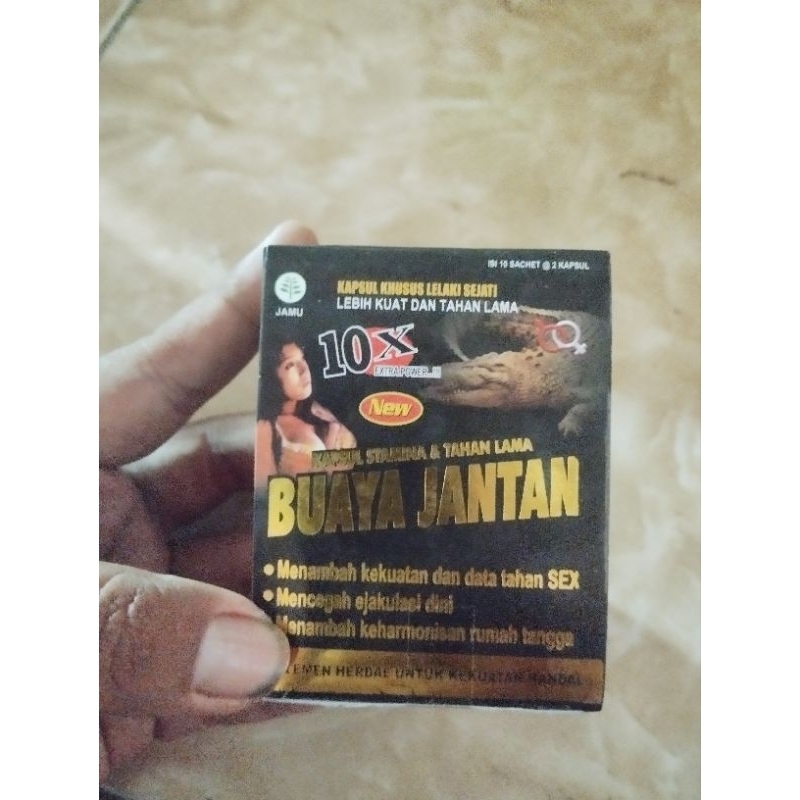 ISI 10 SACHET @ 2 KAPSUL
JAMU
KAPSUL KHUSUS LELAKI SEJATI
LEBIH KUAT DAN TAHAN LAMA
10X
EXTRA POWER...!!!
New
KAPSUL STAMINA & TAHAN LAMA
BUAYA JANTAN
• Menambah kekuatan dan data tahan SEX
• Mencegah ejakulasi dini
Menambah keharmonisan rumah tangga
LEMEN HERBAL UNTUK KEKUATAN HANDAL